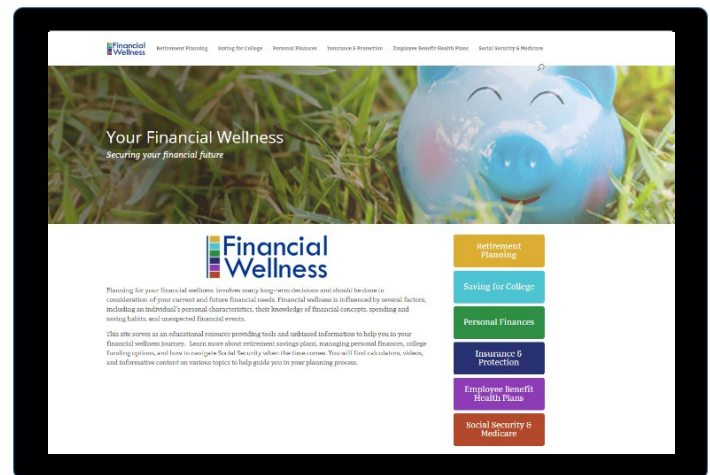 Financial
Wellness
Retirement Planning Saving for College Personal Finances Insurance & Protection Employee Benefit Health Plans Social Security & Medicare
Your Financial Wellness
Securing your financial future
Financial
Wellness
Planning for your financial wellness involves many long-term decisions and should be done in
consideration of your current and future financial needs. Financial wellness is influenced by several factors,
including an individual's personal characteristics, their knowledge of financial concepts, spending and
saving habits, and unexpected financial events.
This site serves as an educational resource providing tools and unbiased information to help you in your
financial wellness journey. Learn more about retirement savings plans, managing personal finances, college
funding options, and how to navigate Social Security when the time comes. You will find calculators, videos,
and informative content on various topics to help guide you in your planning process.
Retirement
Planning
Saving for College
Personal Finances
Insurance &
Protection
Employee Benefit
Health Plans
Social Security &
Medicare